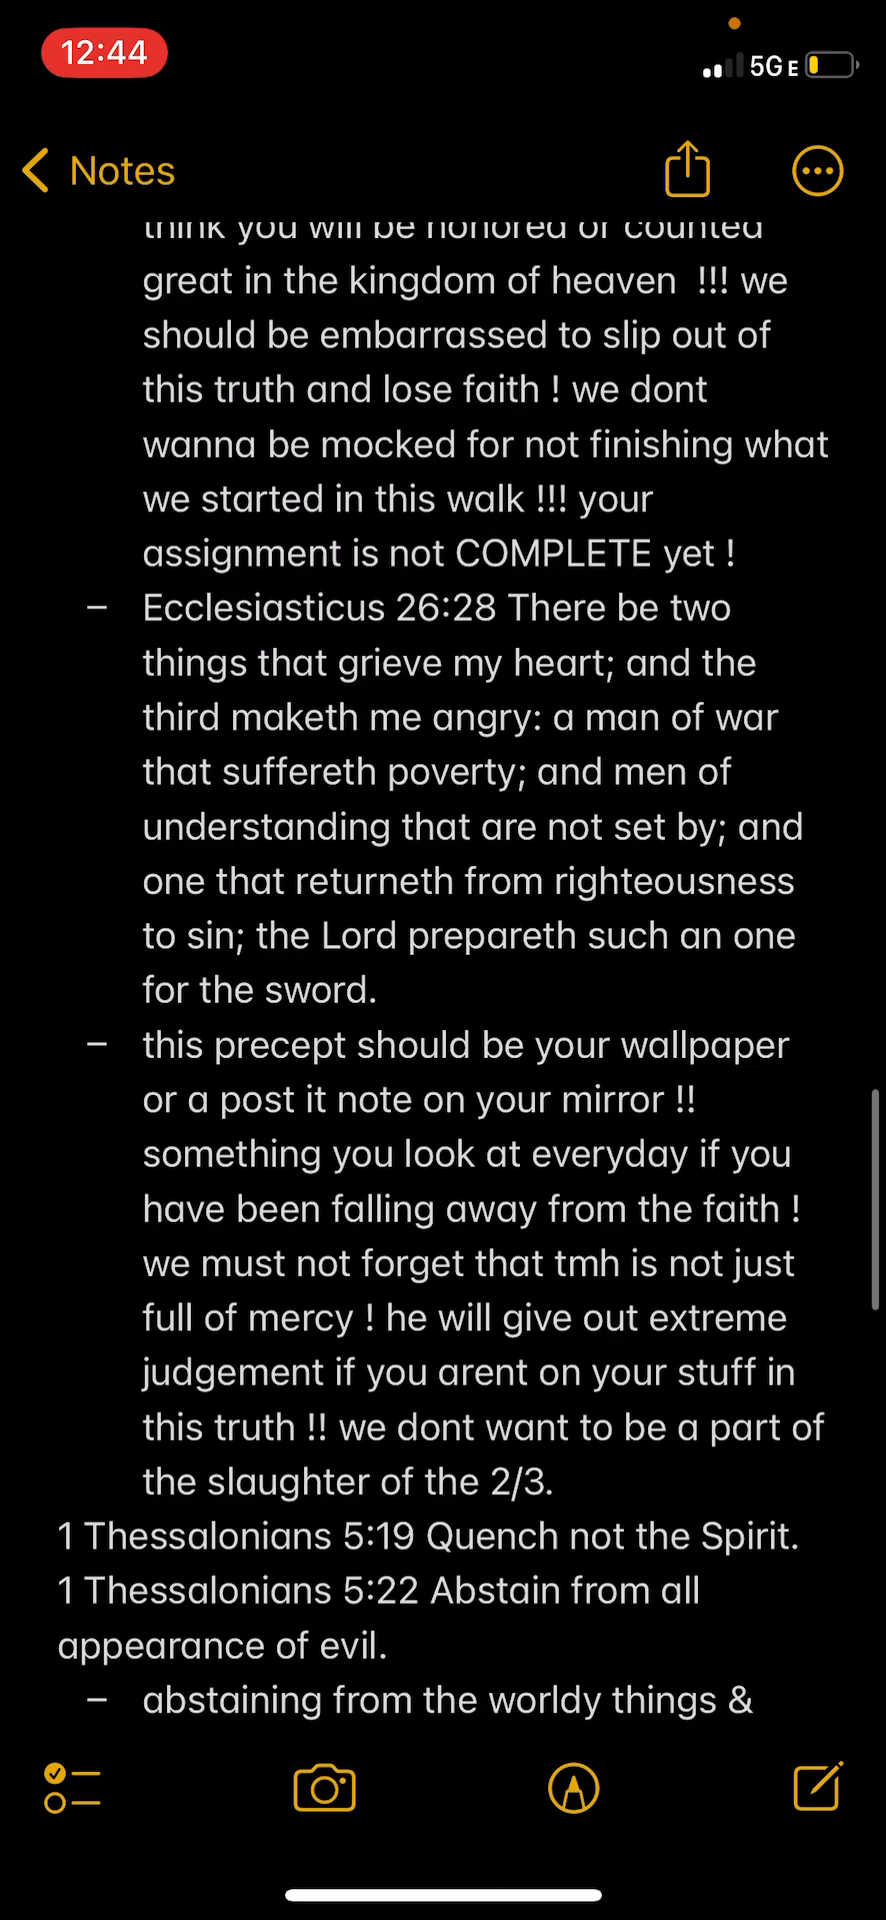 12:44
5G E
Notes
think you will be honored or counted
great in the kingdom of heaven  !!! we
should be embarrassed to slip out of
this truth and lose faith ! we dont
wanna be mocked for not finishing what
we started in this walk !!! your
assignment is not COMPLETE yet !
– Ecclesiasticus 26:28 There be two
things that grieve my heart; and the
third maketh me angry: a man of war
that suffereth poverty; and men of
understanding that are not set by; and
one that returneth from righteousness
to sin; the Lord prepareth such an one
for the sword.
– this precept should be your wallpaper
or a post it note on your mirror !!
something you look at everyday if you
have been falling away from the faith !
we must not forget that tmh is not just
full of mercy ! he will give out extreme
judgement if you arent on your stuff in
this truth !! we dont want to be a part of
the slaughter of the 2/3.
1 Thessalonians 5:19 Quench not the Spirit.
1 Thessalonians 5:22 Abstain from all
appearance of evil.
– abstaining from the worldy things &